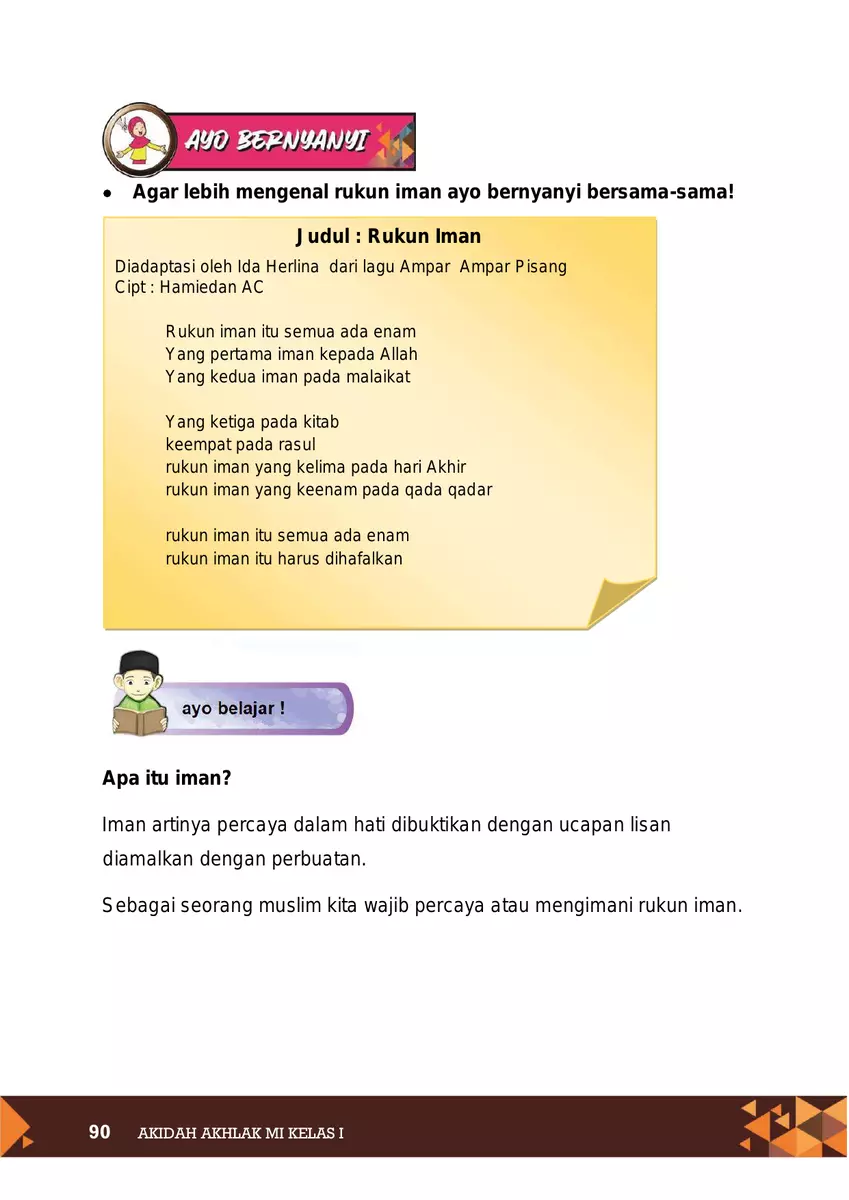 AYO BERNYANYI
● Agar lebih mengenal rukun iman ayo bernyanyi bersama-sama!
Judul : Rukun Iman
Diadaptasi oleh Ida Herlina dari lagu Ampar Ampar Pisang
Cipt : Hamiedan AC
Rukun iman itu semua ada enam
Yang pertama iman kepada Allah
Yang kedua iman pada malaikat
Yang ketiga pada kitab
keempat pada rasul
rukun iman yang kelima pada hari Akhir
rukun iman yang keenam pada qada qadar
rukun iman itu semua ada enam
rukun iman itu harus dihafalkan
ayo belajar !
Apa itu iman?
Iman artinya percaya dalam hati dibuktikan dengan ucapan lisan
diamalkan dengan perbuatan.
Sebagai seorang muslim kita wajib percaya atau mengimani rukun iman.
90 AKIDAH AKHLAK MI KELAS I